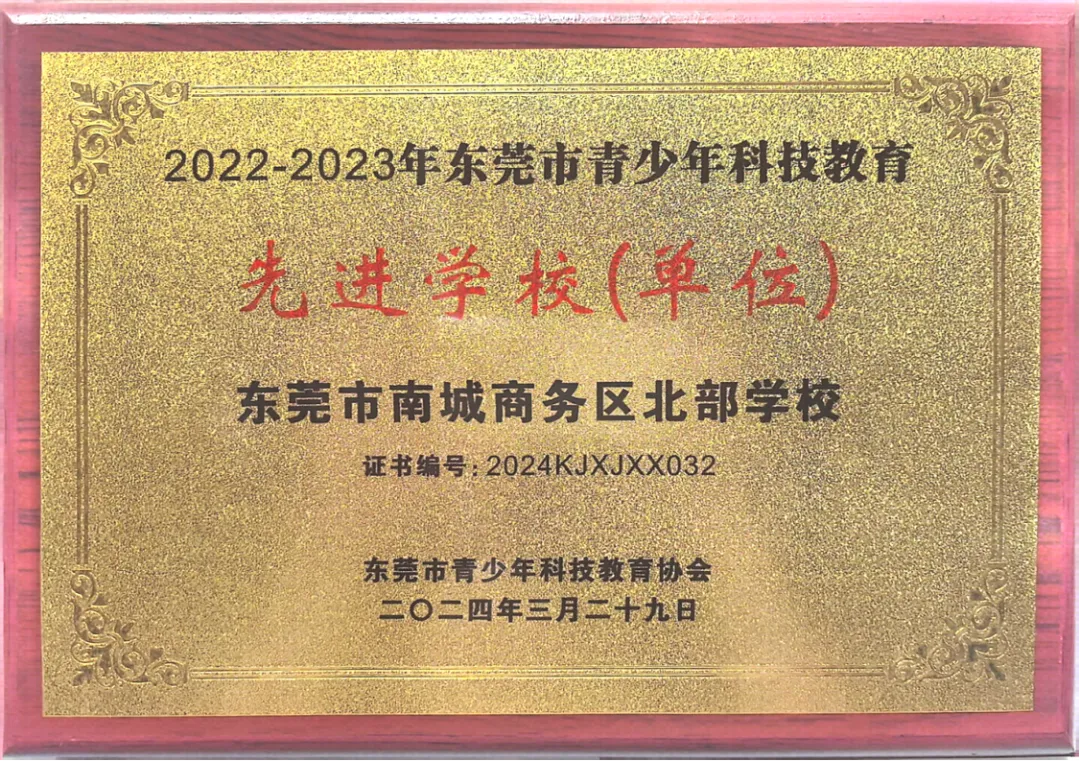 2022-2023年东莞市青少年科技教育
先进学校(单位)
东莞市南城商务区北部学校
证书编号:2024KJXJXX032
东莞市青少年科技教育协会
二〇二四年三月二十九日